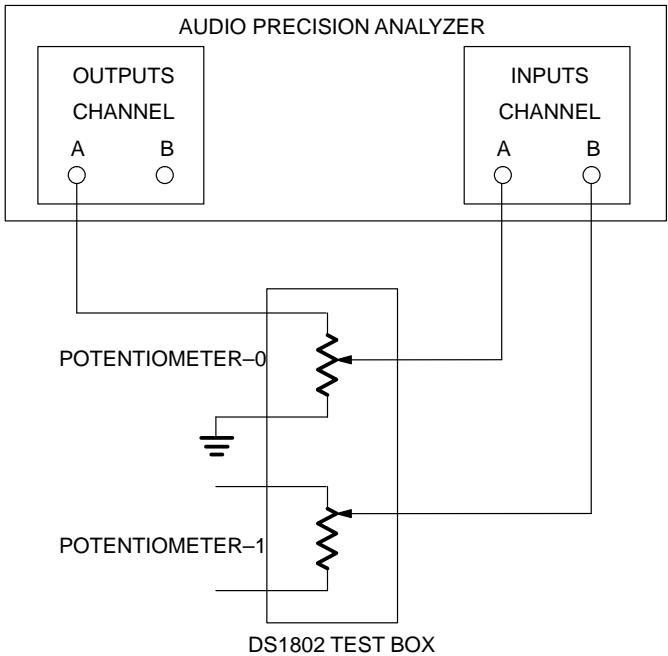 AUDIO PRECISION ANALYZER
OUTPUTS
CHANNEL
A B
INPUTS
CHANNEL
A B
POTENTIOMETER–0
POTENTIOMETER–1
DS1802 TEST BOX